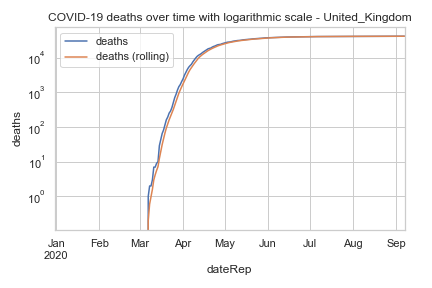 COVID-19 deaths over time with logarithmic scale - United_Kingdom
deaths
deaths (rolling)
10^4
10^3
10^2
10^1
10^0
deaths
Jan Feb Mar Apr May Jun Jul Aug Sep
2020
dateRep